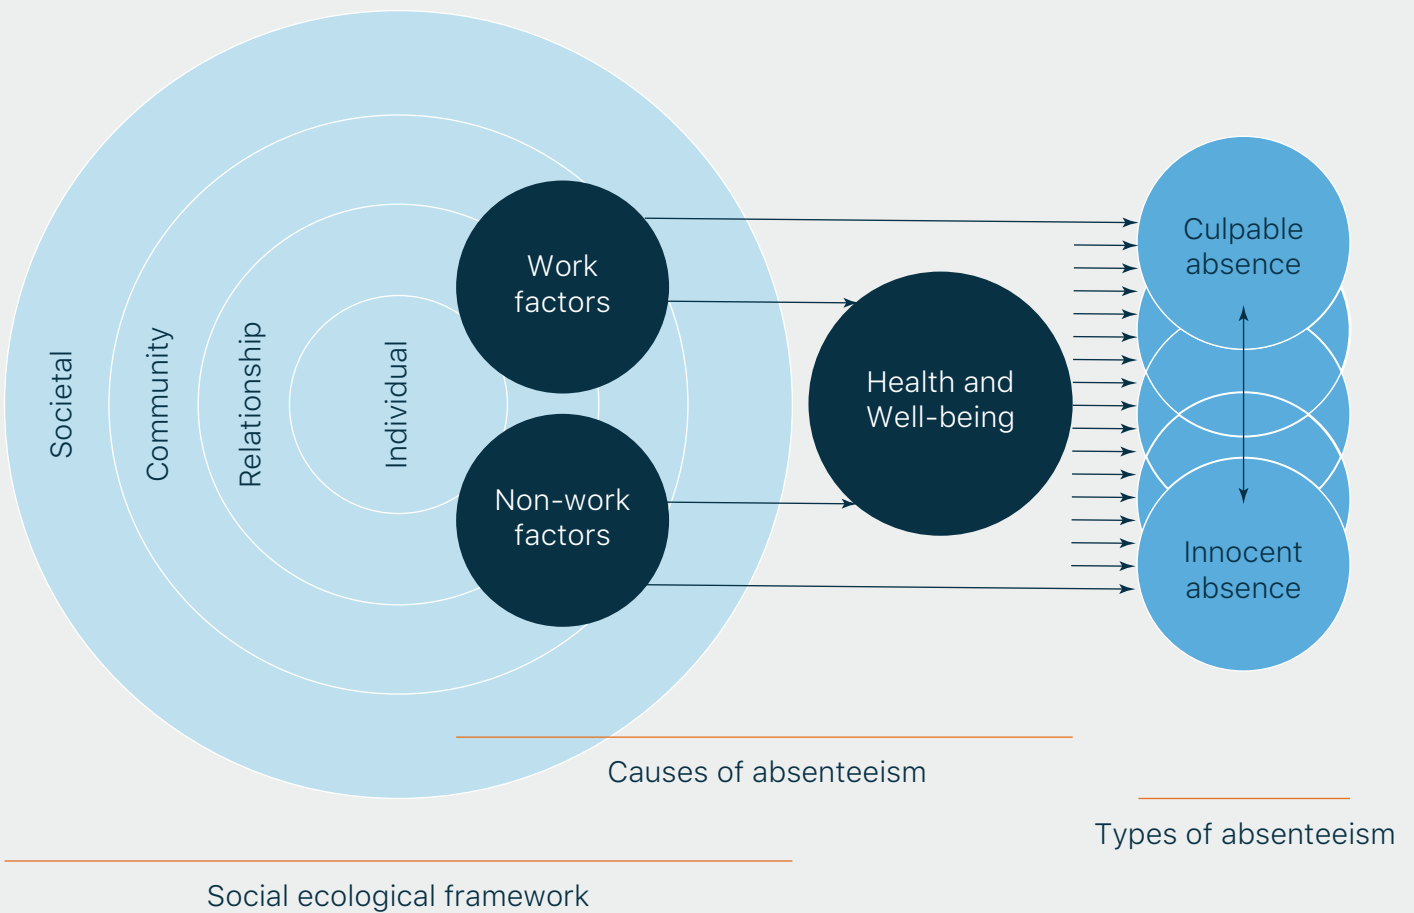 Societal
Community
Relationship
Individual
Work
factors
Non-work
factors
Health and
Well-being
Culpable
absence
Innocent
absence
Causes of absenteeism
Types of absenteeism
Social ecological framework